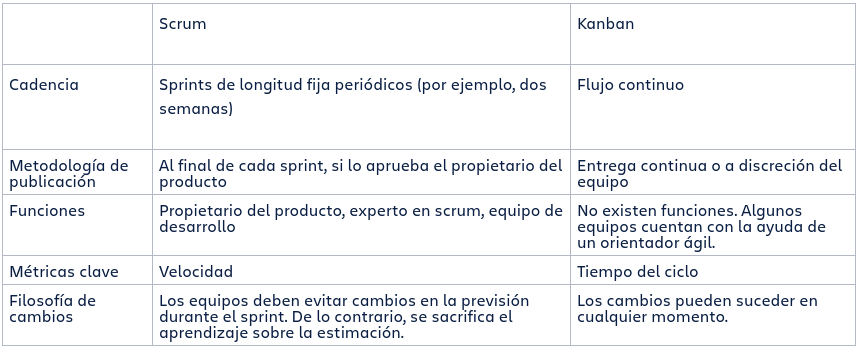 Scrum
Kanban
Cadencia
Sprints de longitud fija periódicos (por ejemplo, dos
semanas)
Flujo continuo
Metodología de
publicación
Al final de cada sprint, si lo aprueba el propietario del
producto
Entrega continua o a discreción del
equipo
Funciones
Propietario del producto, experto en scrum, equipo de
desarrollo
No existen funciones. Algunos
equipos cuentan con la ayuda de
un orientador ágil.
Métricas clave
Velocidad
Tiempo del ciclo
Filosofía de
cambios
Los equipos deben evitar cambios en la previsión
durante el sprint. De lo contrario, se sacrifica el
aprendizaje sobre la estimación.
Los cambios pueden suceder en
cualquier momento.